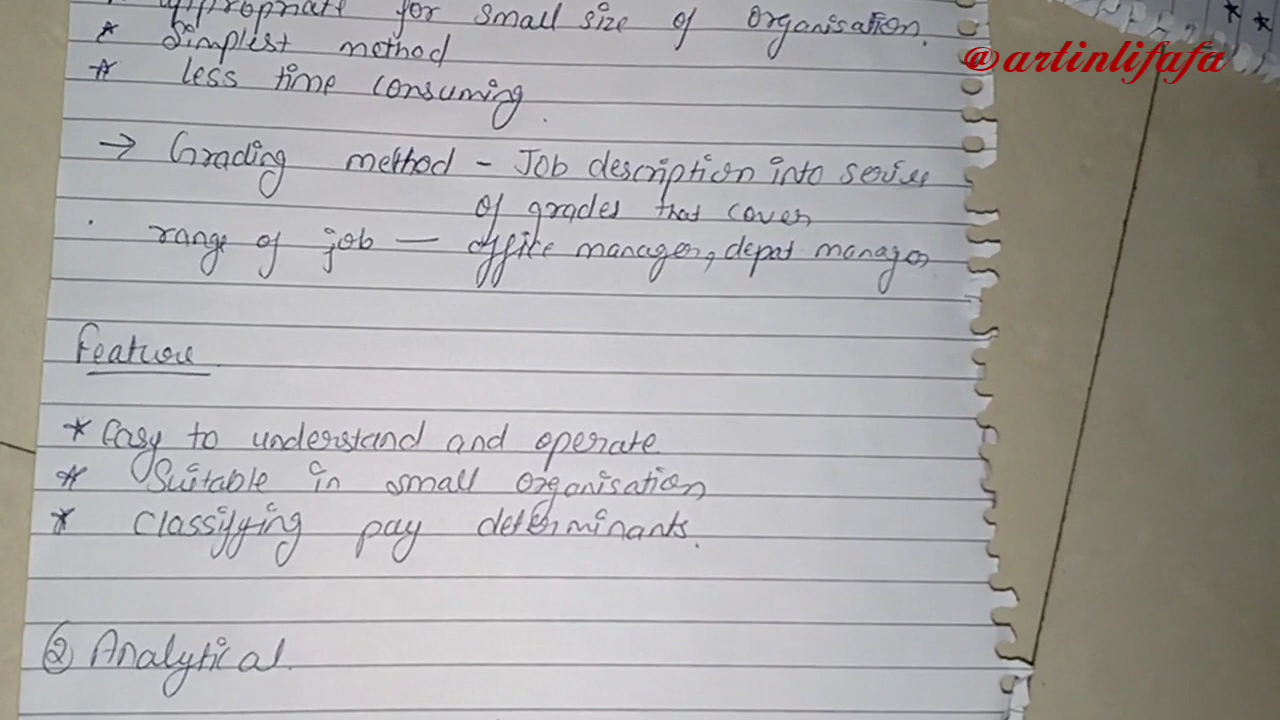 appropriate for small size of Organisation.
@artinlifafa
* Simplest method
* less time consuming.
→ Grading method - Job description into series
of grades that cover
range of job — office manager, depat manager
Feature
* Easy to understand and operate
* Suitable in small Organisation
* Classifying pay determinants.
② Analytical.